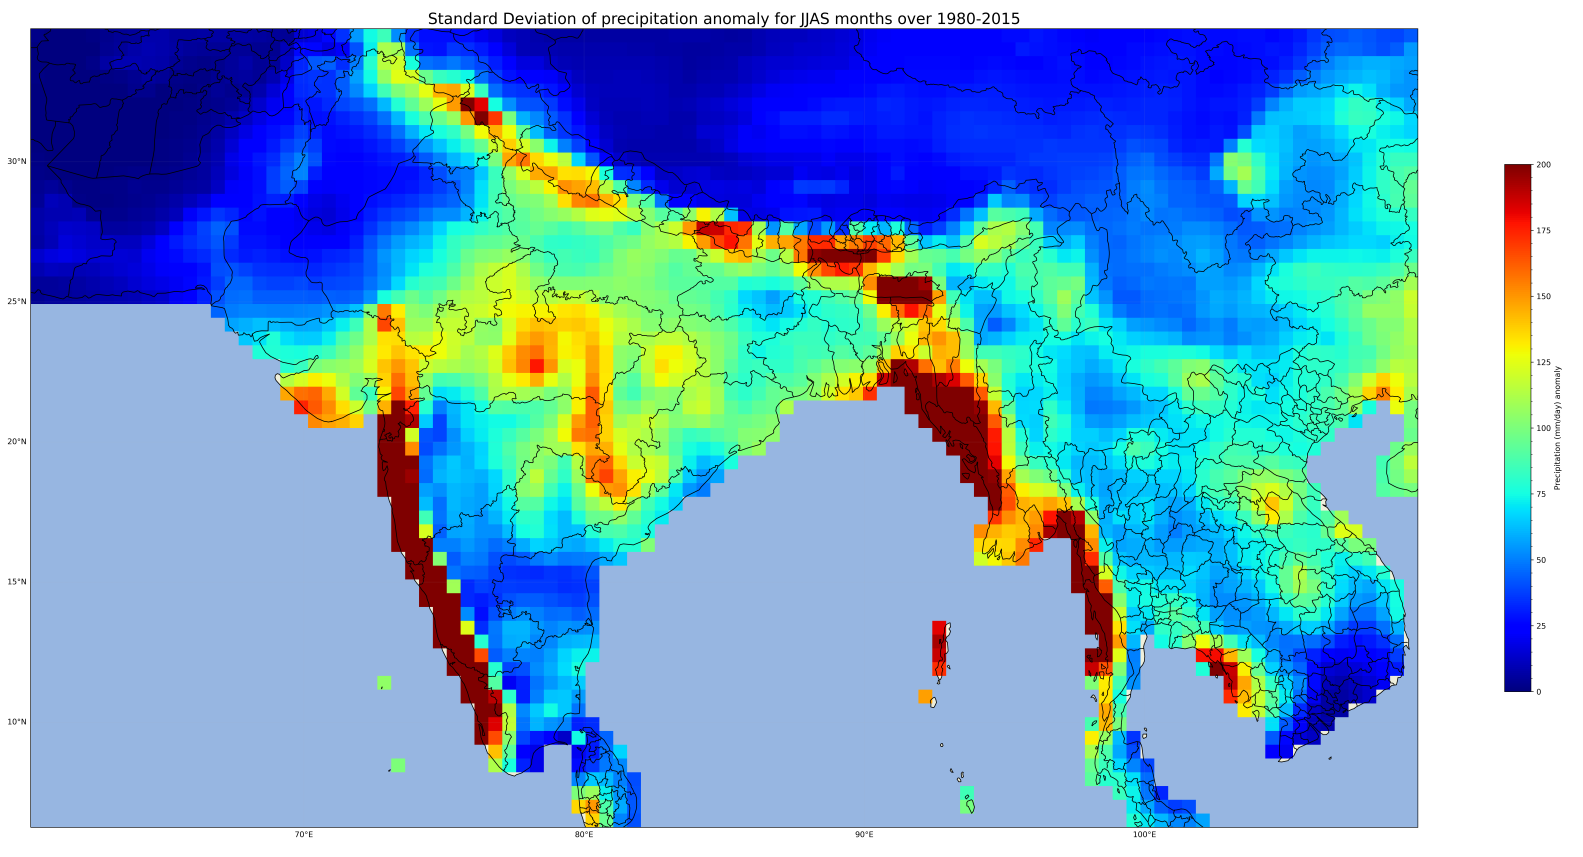 Standard Deviation of precipitation anomaly for JJAS months over 1980-2015
30°N
25°N
20°N
15°N
10°N
70°E
80°E
90°E
100°E
200
175
150
125
100
75
50
25
0
Precipitation (mm/day) anomaly